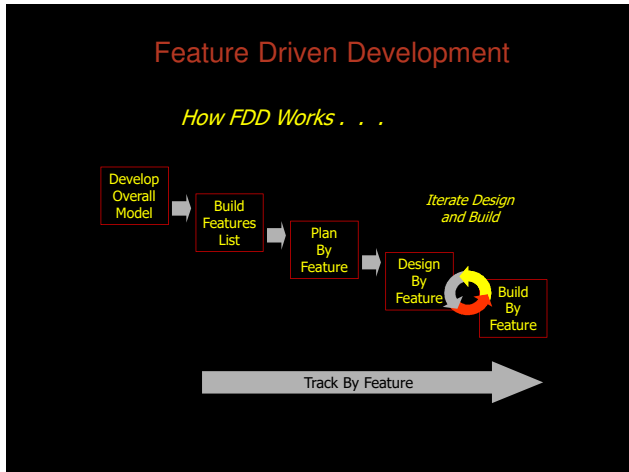 Feature Driven Development
How FDD Works . . .
Develop
Overall
Model
Build
Features
List
Plan
By
Feature
Iterate Design
and Build
Design
By
Feature
Build
By
Feature
Track By Feature